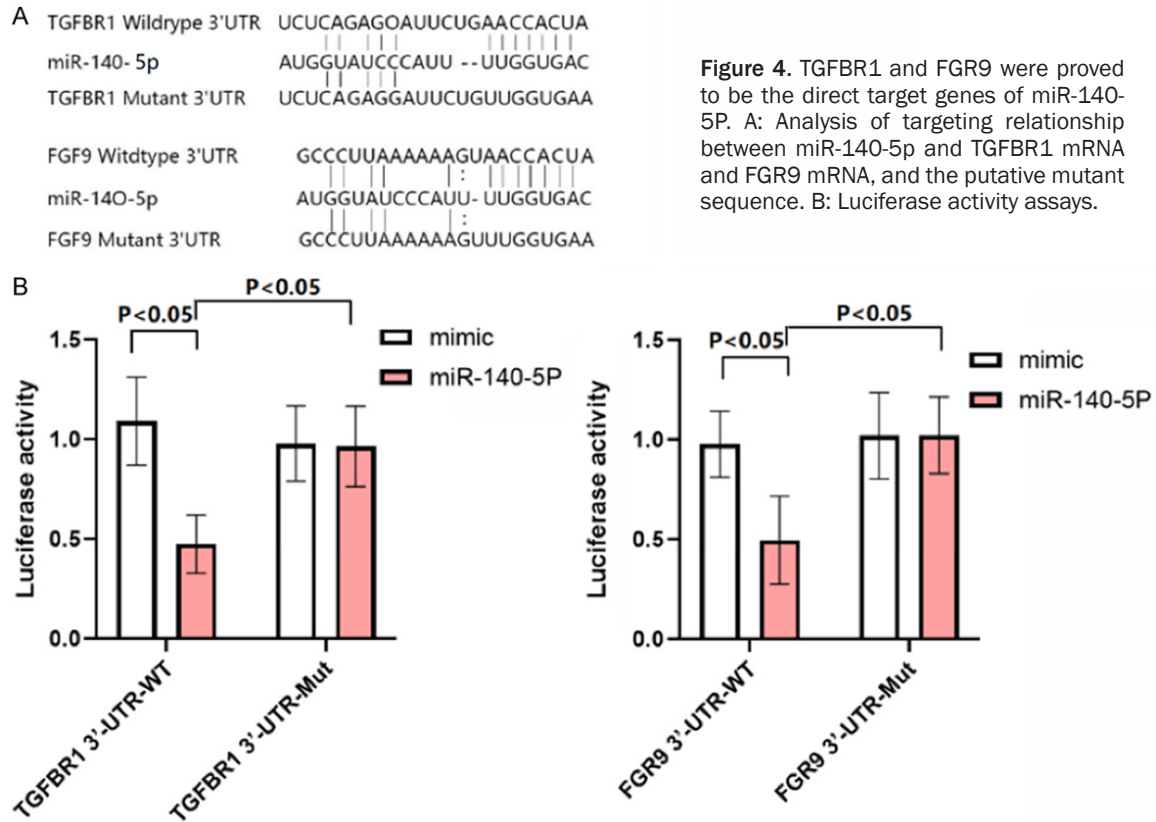 A
TGFBR1 Wildrype 3'UTR UCUCAGAGOAUUCUGAACCACUA
miR-140- 5p AUGGUAUCCCAUU --UUGGUGAC
TGFBR1 Mutant 3'UTR UCUCAGAGGAUUCUGUUGGUGAA
FGF9 Witdtype 3'UTR GCCCUUAAAAAAGUAACCACUA
miR-14O-5p AUGGUAUCCCAUU- UUGGUGAC
FGF9 Mutant 3'UTR GCCCUUAAAAAAGUUUGGUGAA
Figure 4. TGFBR1 and FGR9 were proved
to be the direct target genes of miR-140-
5P. A: Analysis of targeting relationship
between miR-140-5p and TGFBR1 mRNA
and FGR9 mRNA, and the putative mutant
sequence. B: Luciferase activity assays.
B
P<0.05
P<0.05
mimic
miR-140-5P
Luciferase activity
1.5
1.0
0.5
0.0
TGFBR1 3'-UTR-WT
TGFBR1 3'-UTR-Mut
P<0.05
P<0.05
mimic
miR-140-5P
Luciferase activity
1.5
1.0
0.5
0.0
FGR9 3'-UTR-WT
FGR9 3'-UTR-Mut